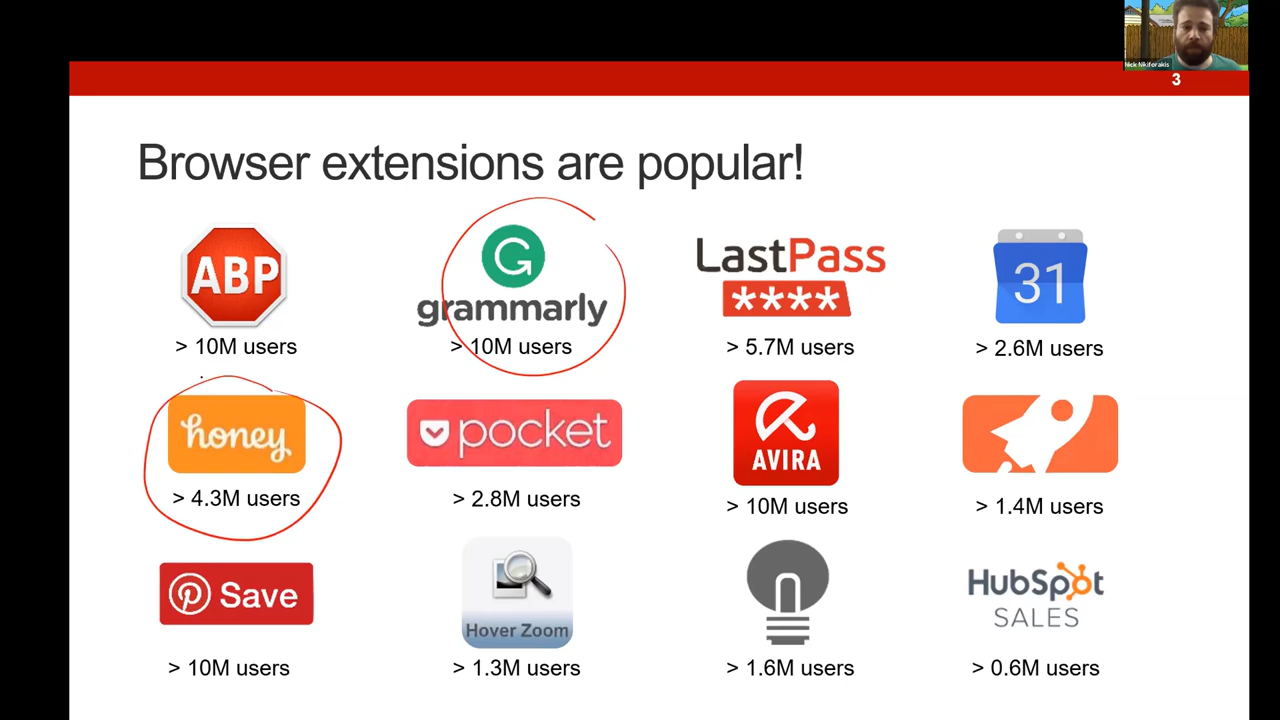 Nick Nikiforakis
3
Browser extensions are popular!
ABP
G
grammarly
LastPass
****
31
> 10M users
> 10M users
> 5.7M users
> 2.6M users
honey
pocket
AVIRA
> 4.3M users
> 2.8M users
> 10M users
> 1.4M users
Save
Hover Zoom
HubSpot
SALES
> 10M users
> 1.3M users
> 1.6M users
> 0.6M users